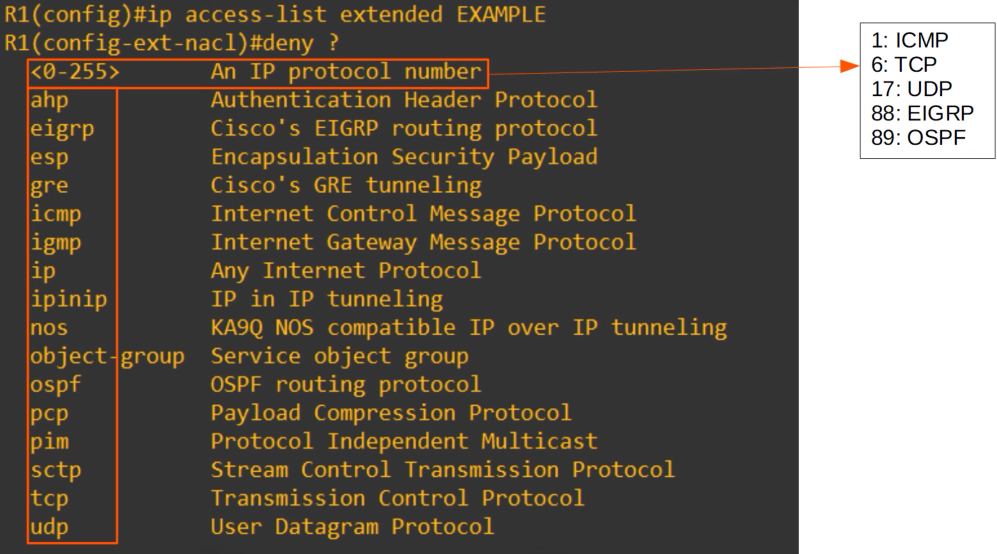 R1(config)#ip access-list extended EXAMPLE
R1(config-ext-nacl)#deny ?
<0-255> An IP protocol number
ahp Authentication Header Protocol
eigrp Cisco's EIGRP routing protocol
esp Encapsulation Security Payload
gre Cisco's GRE tunneling
icmp Internet Control Message Protocol
igmp Internet Gateway Message Protocol
ip Any Internet Protocol
ipinip IP in IP tunneling
nos KA9Q NOS compatible IP over IP tunneling
object-group Service object group
ospf OSPF routing protocol
pcp Payload Compression Protocol
pim Protocol Independent Multicast
sctp Stream Control Transmission Protocol
tcp Transmission Control Protocol
udp User Datagram Protocol
1: ICMP
6: TCP
17: UDP
88: EIGRP
89: OSPF